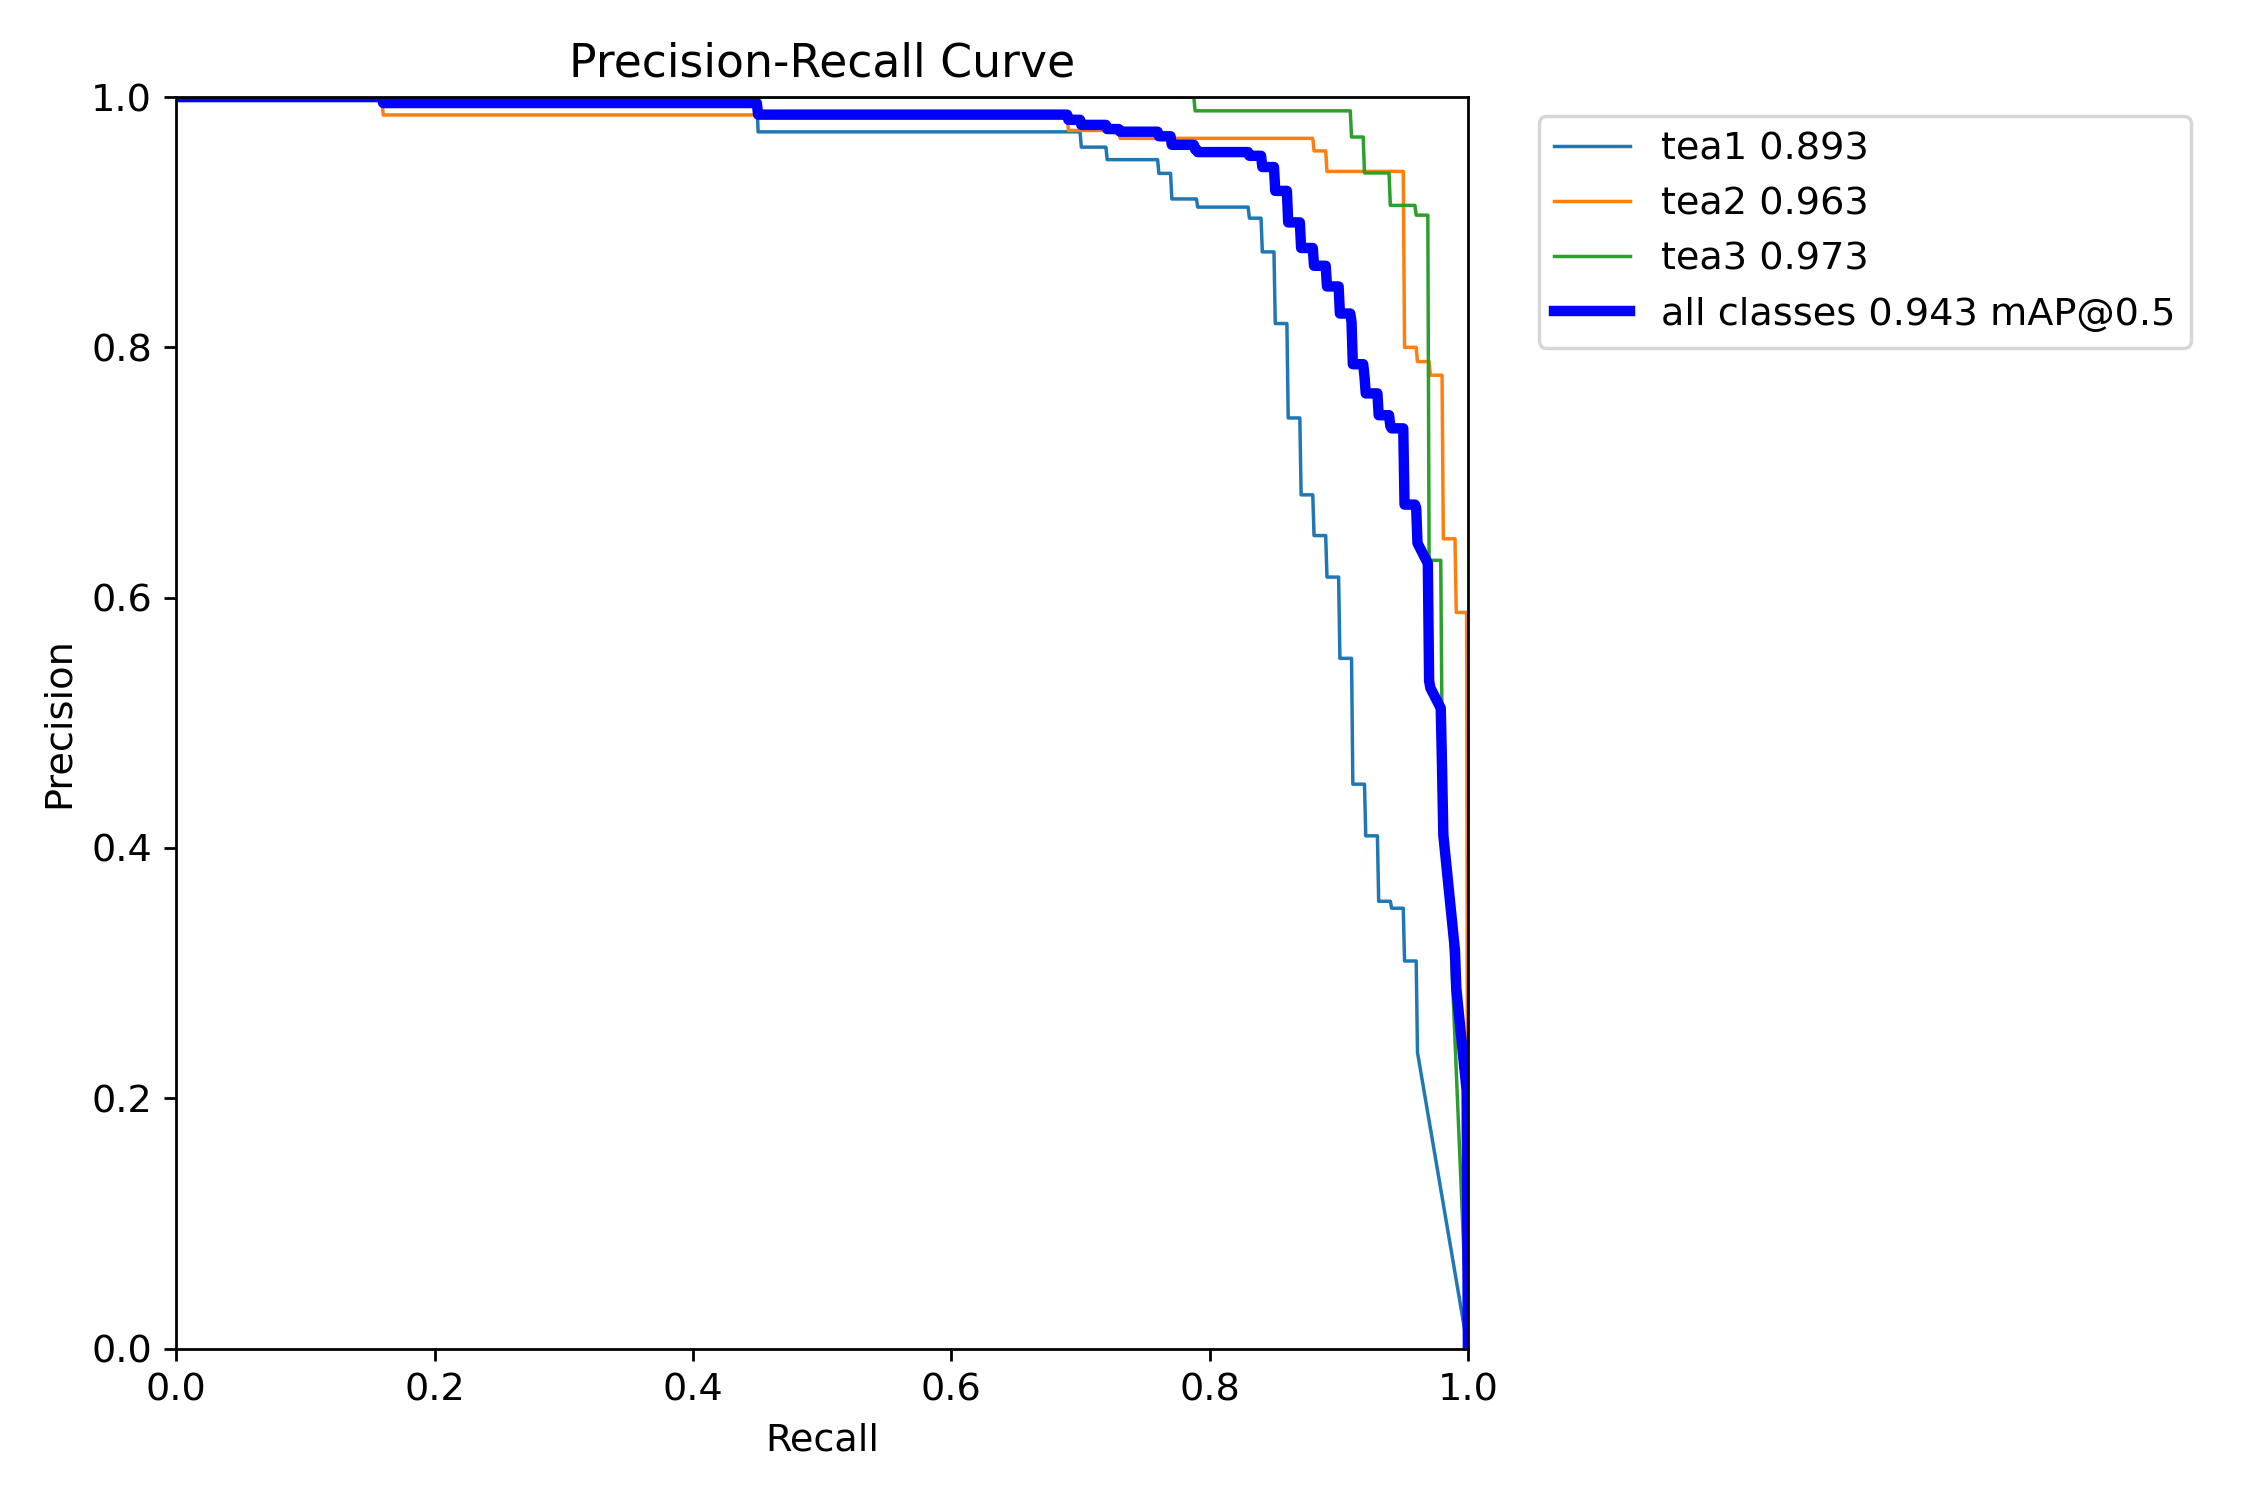 Precision-Recall Curve
1.0
0.8
0.6
0.4
0.2
0.0
Precision
0.0 0.2 0.4 0.6 0.8 1.0
Recall
tea1 0.893
tea2 0.963
tea3 0.973
all classes 0.943 mAP@0.5